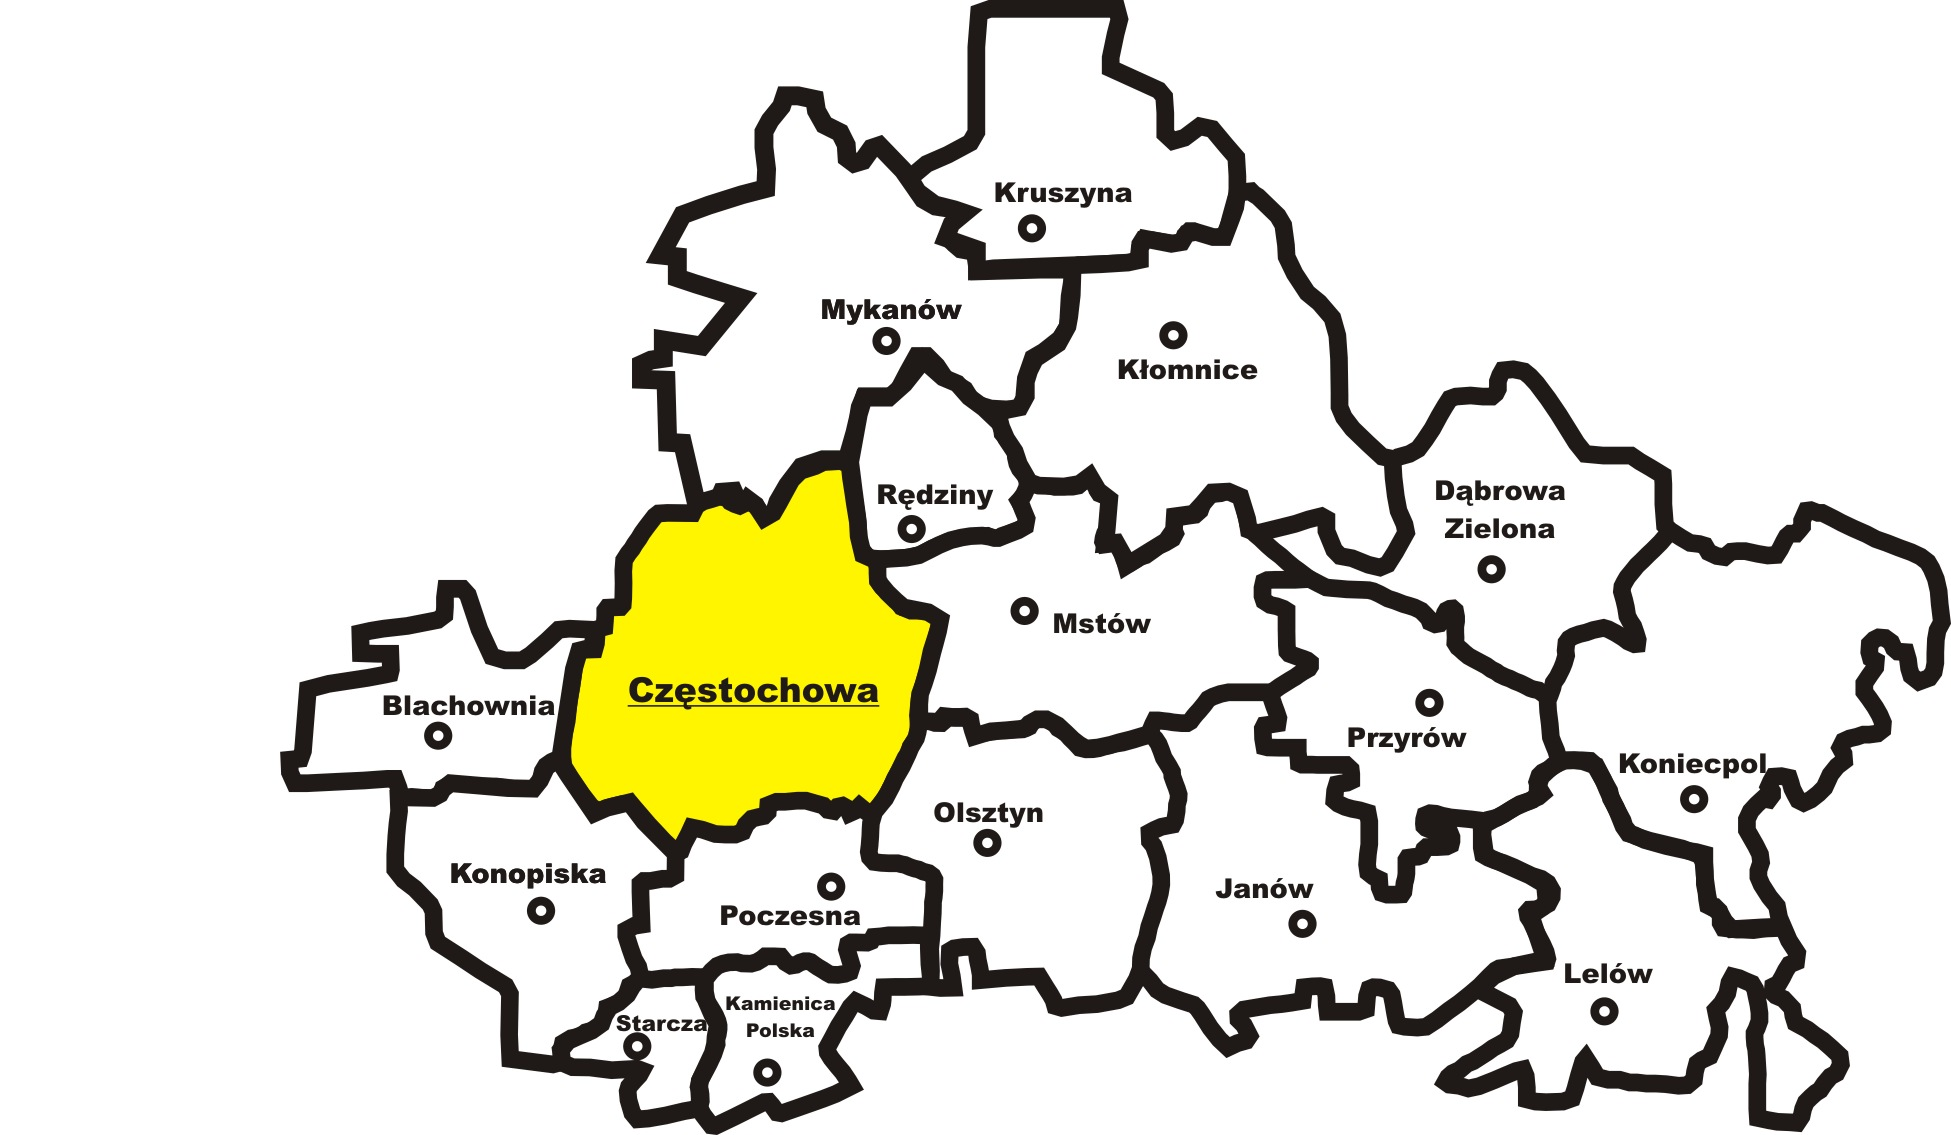 Kruszyna
Mykanów
Kłomnice
Rędziny
Dąbrowa
Zielona
Mstów
Częstochowa
Blachownia
Przyrów
Koniecpol
Olsztyn
Konopiska
Janów
Poczesna
Lelów
Kamienica
Polska
Starcza